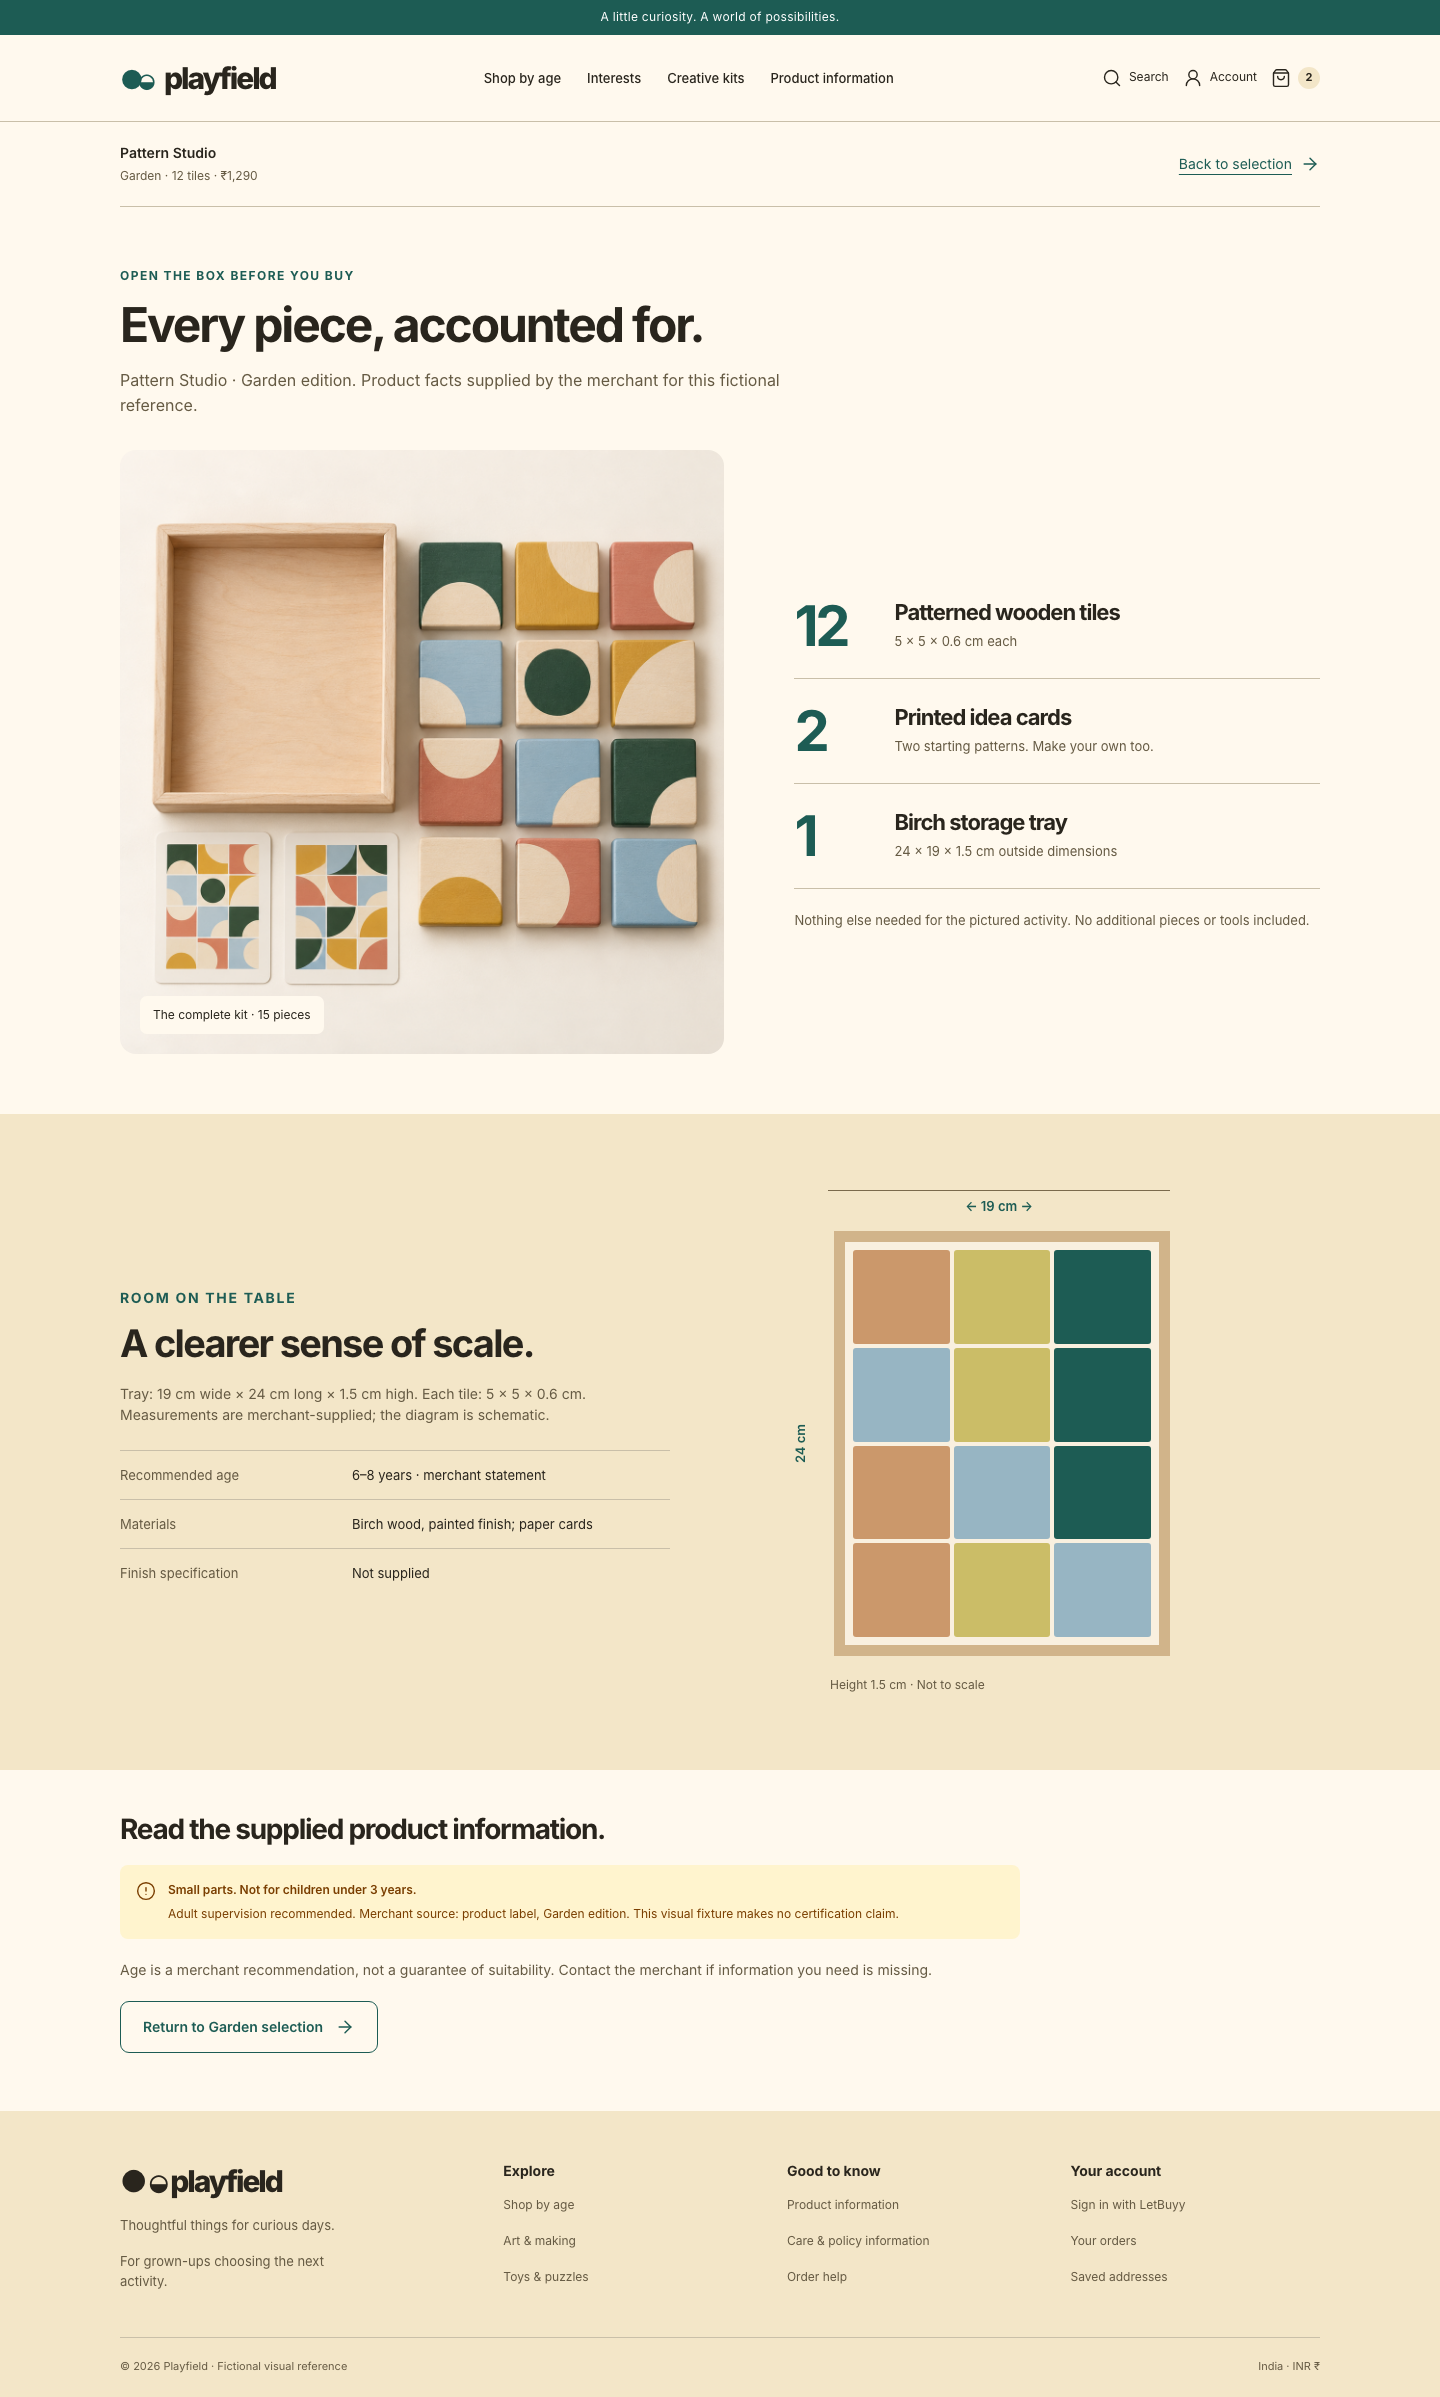 A little curiosity. A world of possibilities.
playfield
Shop by age
Interests
Creative kits
Product information
Search
Account
2
Pattern Studio
Garden · 12 tiles · ₹1,290
Back to selection
OPEN THE BOX BEFORE YOU BUY
Every piece, accounted for.
Pattern Studio · Garden edition. Product facts supplied by the merchant for this fictional
reference.
The complete kit · 15 pieces
12
Patterned wooden tiles
5 × 5 × 0.6 cm each
2
Printed idea cards
Two starting patterns. Make your own too.
1
Birch storage tray
24 × 19 × 1.5 cm outside dimensions
Nothing else needed for the pictured activity. No additional pieces or tools included.
ROOM ON THE TABLE
A clearer sense of scale.
Tray: 19 cm wide × 24 cm long × 1.5 cm high. Each tile: 5 × 5 × 0.6 cm.
Measurements are merchant-supplied; the diagram is schematic.
Recommended age
6–8 years · merchant statement
Materials
Birch wood, painted finish; paper cards
Finish specification
Not supplied
← 19 cm →
24 cm
Height 1.5 cm · Not to scale
Read the supplied product information.
Small parts. Not for children under 3 years.
Adult supervision recommended. Merchant source: product label, Garden edition. This visual fixture makes no certification claim.
Age is a merchant recommendation, not a guarantee of suitability. Contact the merchant if information you need is missing.
Return to Garden selection
playfield
Thoughtful things for curious days.
For grown-ups choosing the next
activity.
Explore
Shop by age
Art & making
Toys & puzzles
Good to know
Product information
Care & policy information
Order help
Your account
Sign in with LetBuyy
Your orders
Saved addresses
© 2026 Playfield · Fictional visual reference
India · INR ₹